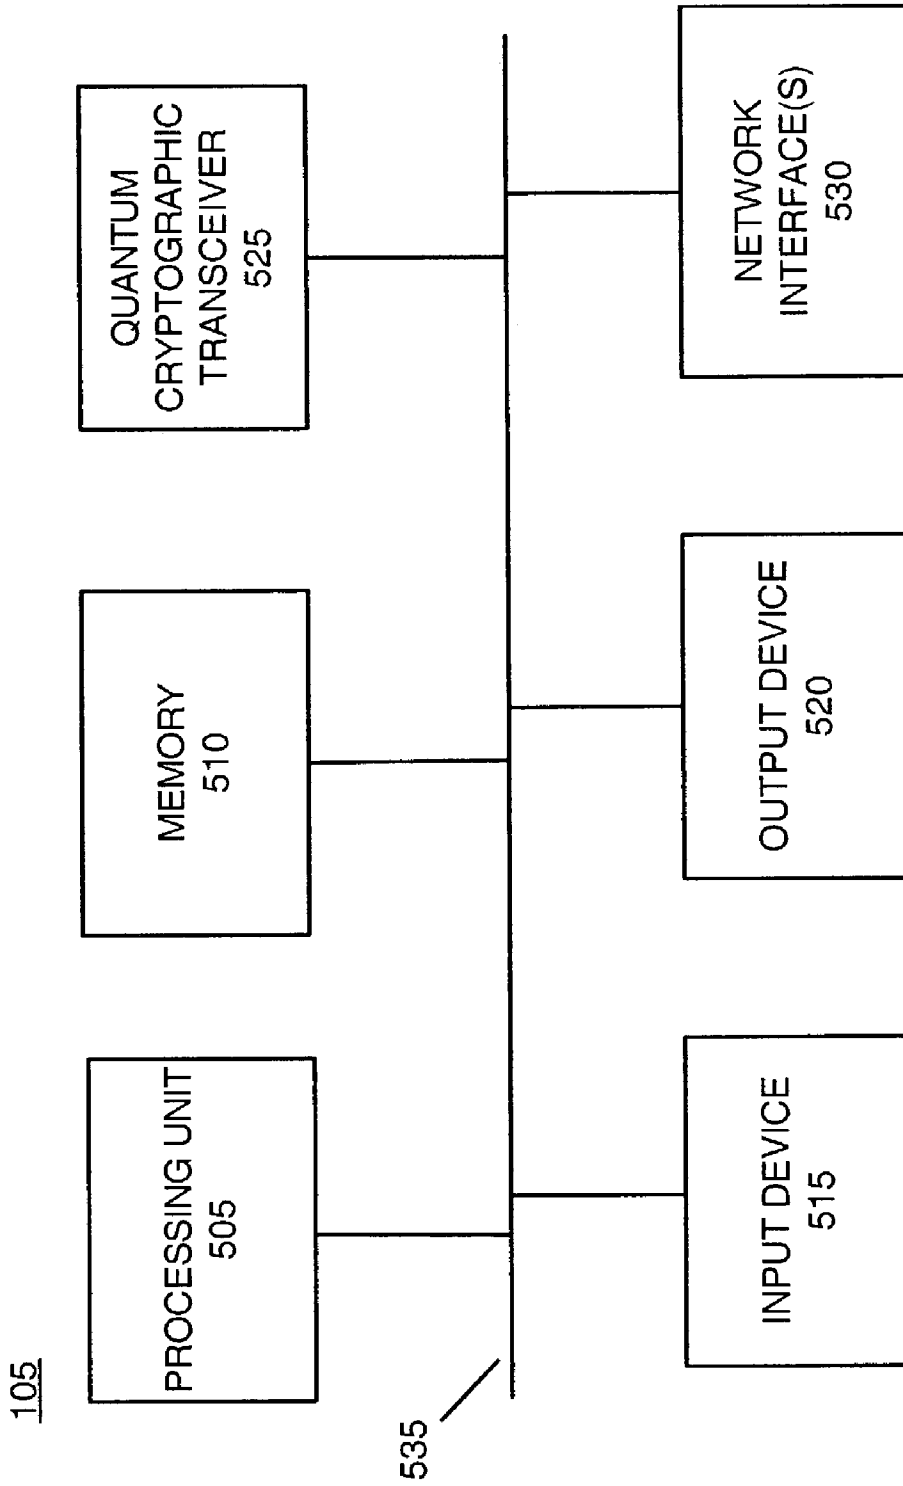 105
PROCESSING UNIT
505
MEMORY
510
QUANTUM
CRYPTOGRAPHIC
TRANSCEIVER
525
535
INPUT DEVICE
515
OUTPUT DEVICE
520
NETWORK
INTERFACE(S)
530